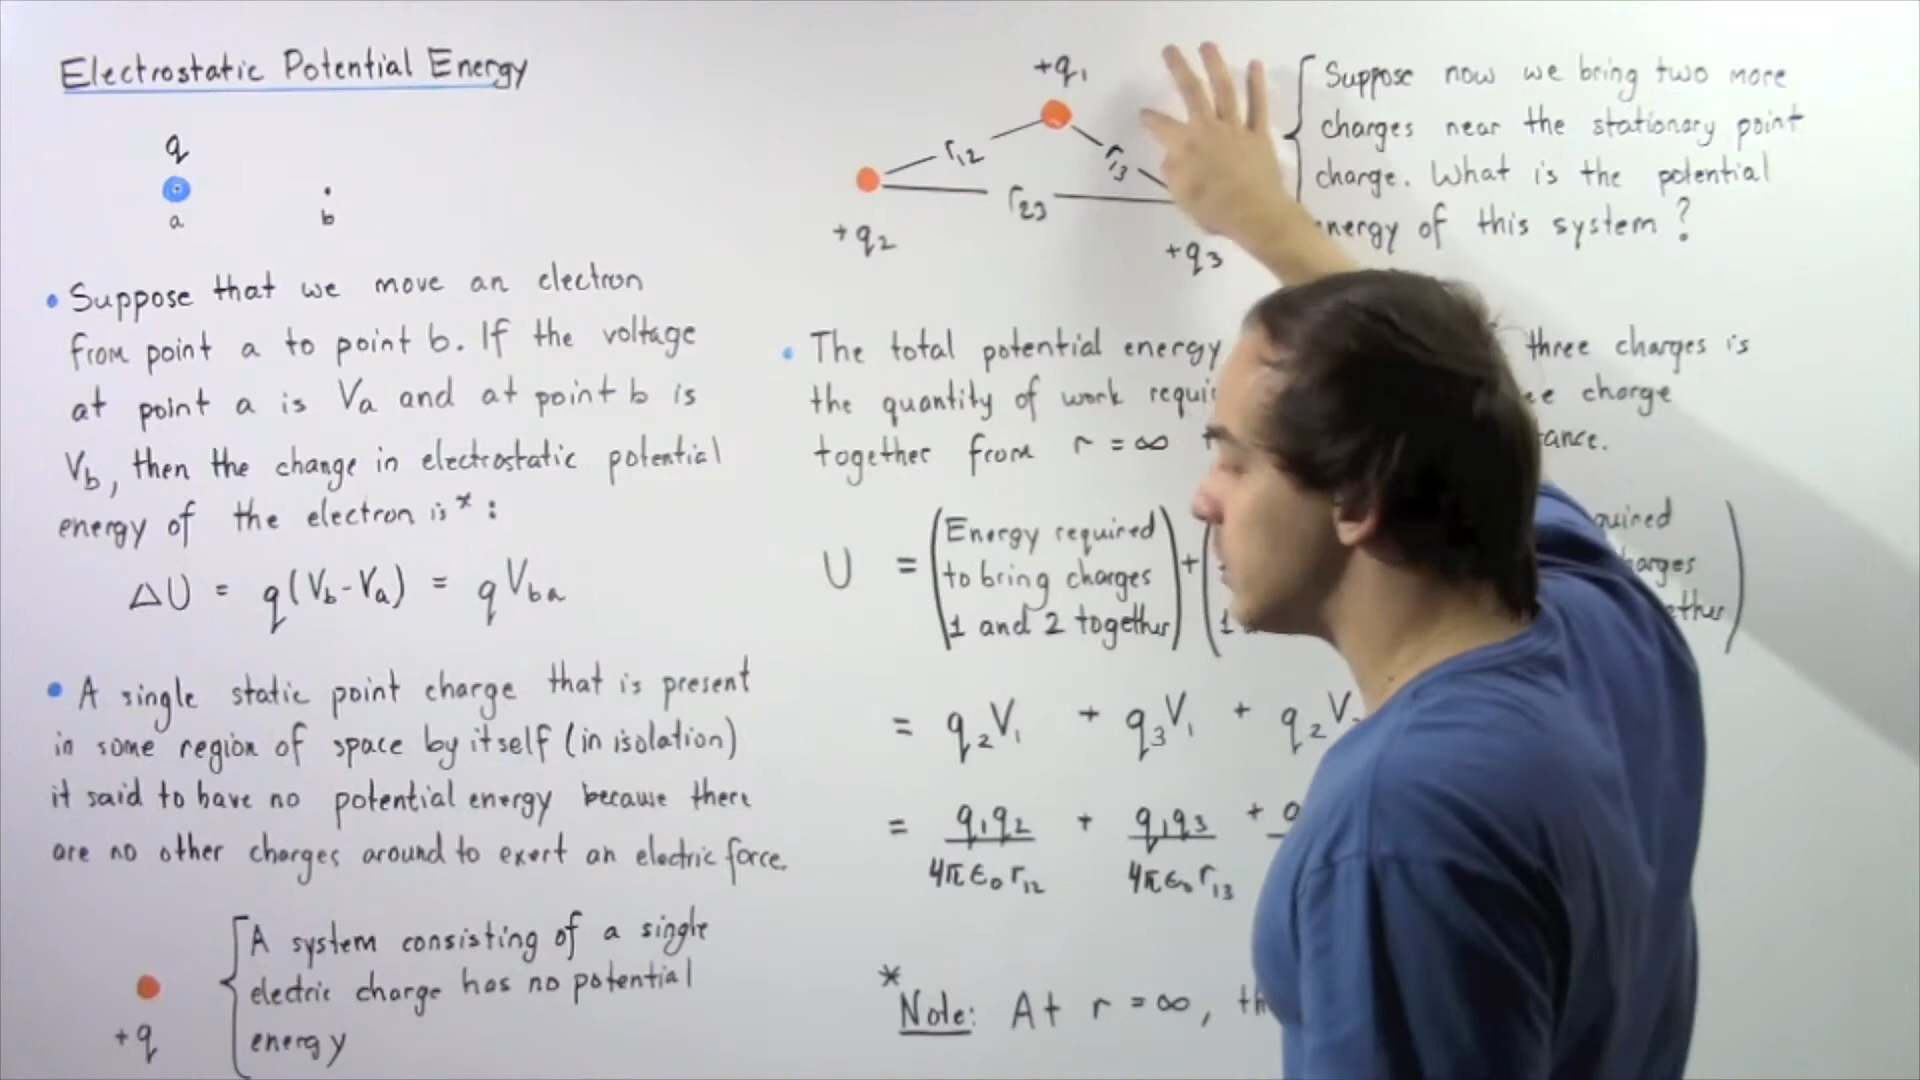 Electrostatic Potential Energy
q
a
b
• Suppose that we move an electron
from point a to point b. If the voltage
at point a is Va and at point b is
Vb, then the change in electrostatic potential
energy of the electron is*:
ΔU = q(Vb-Va) = qVba
• A single static point charge that is present
in some region of space by itself (in isolation)
it said to have no potential energy because there
are no other charges around to exert an electric force.
+q
A system consisting of a single
electric charge has no potential
energy
+q1
r12
r13
r23
+q2
+q3
Suppose now we bring two more
charges near the stationary point
charge. What is the potential
of this system?
• The total potential energy three charges is
the quantity of work charge
together from r = ∞
U = (Energy required
to bring charges
1 and 2 together) + (1
= q2V1 + q3V1 + q2V
= q1q2/4πε0r12 + q1q3/4πε0r13 +
*
Note: At r = ∞,